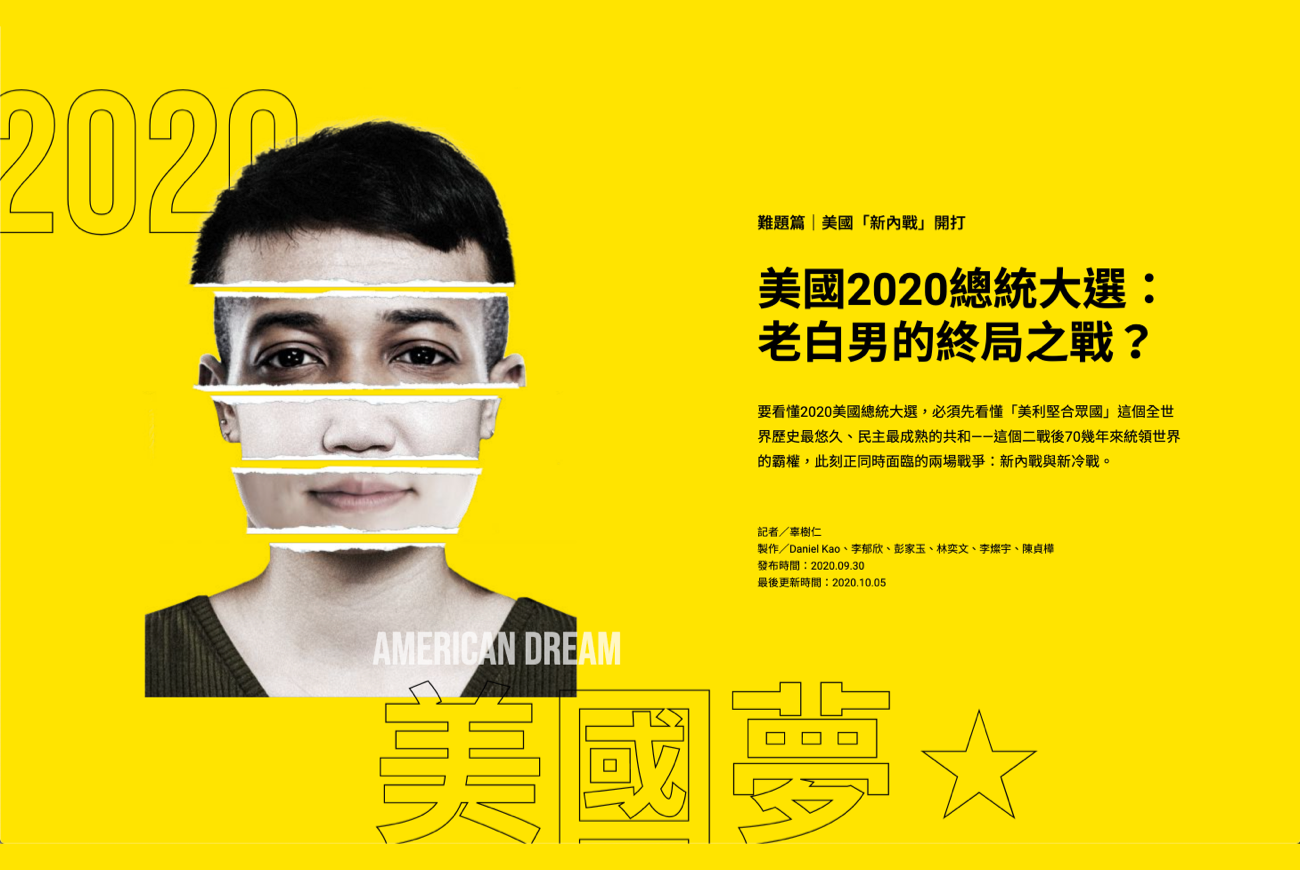 2020
難題篇｜美國「新內戰」開打
美國2020總統大選：
老白男的終局之戰？
要看懂2020美國總統大選，必須先看懂「美利堅合眾國」這個全世
界歷史最悠久、民主最成熟的共和——這個二戰後70幾年來統領世界
的霸權，此刻正同時面臨的兩場戰爭：新內戰與新冷戰。
記者／辜樹仁
製作／Daniel Kao、李郁欣、彭家玉、林奕文、李燦宇、陳貞樺
發布時間：2020.09.30
最後更新時間：2020.10.05
AMERICAN DREAM
美國夢